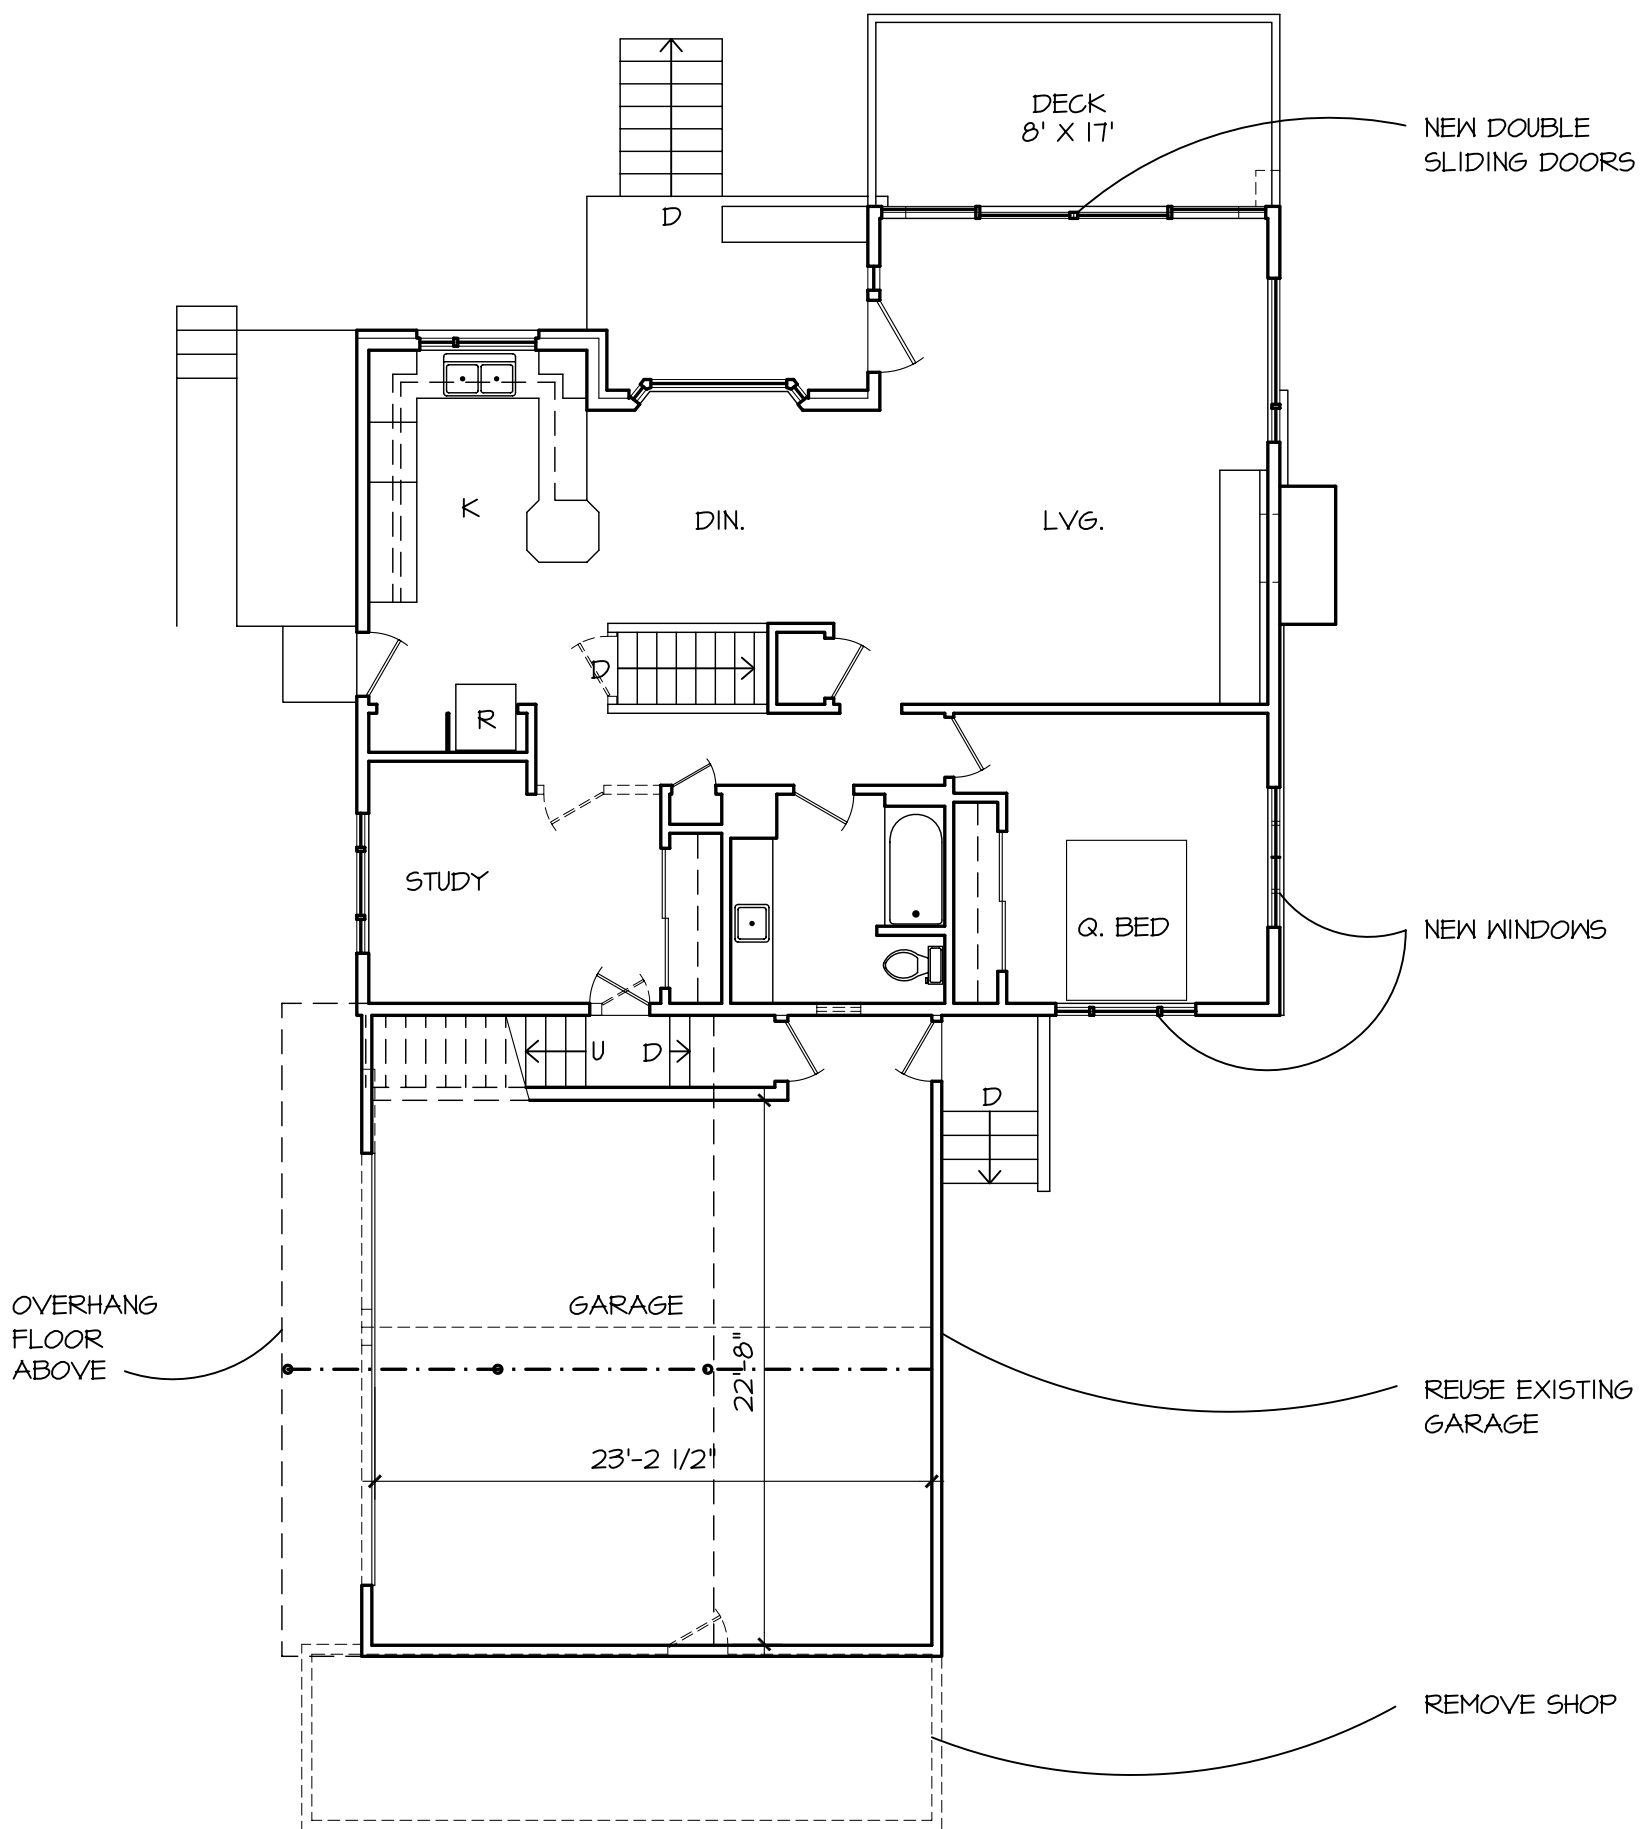 DECK
8' X 17'
NEW DOUBLE
SLIDING DOORS
D
K
DIN.
LVG.
D
R
STUDY
Q. BED
NEW WINDOWS
U
D
D
OVERHANG
FLOOR
ABOVE
GARAGE
22'-8"
REUSE EXISTING
GARAGE
23'-2 1/2"
REMOVE SHOP